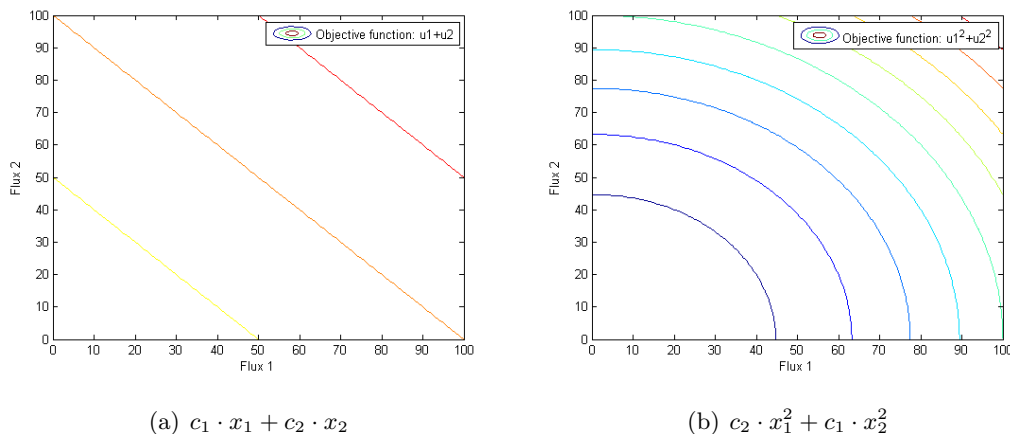 Objective function: u1+u2
100
90
80
70
60
50
40
30
20
10
0
Flux 2
0 10 20 30 40 50 60 70 80 90 100
Flux 1
(a) c₁ · x₁ + c₂ · x₂
Objective function: u1²+u2²
100
90
80
70
60
50
40
30
20
10
0
Flux 2
0 10 20 30 40 50 60 70 80 90 100
Flux 1
(b) c₂ · x₁² + c₁ · x₂²